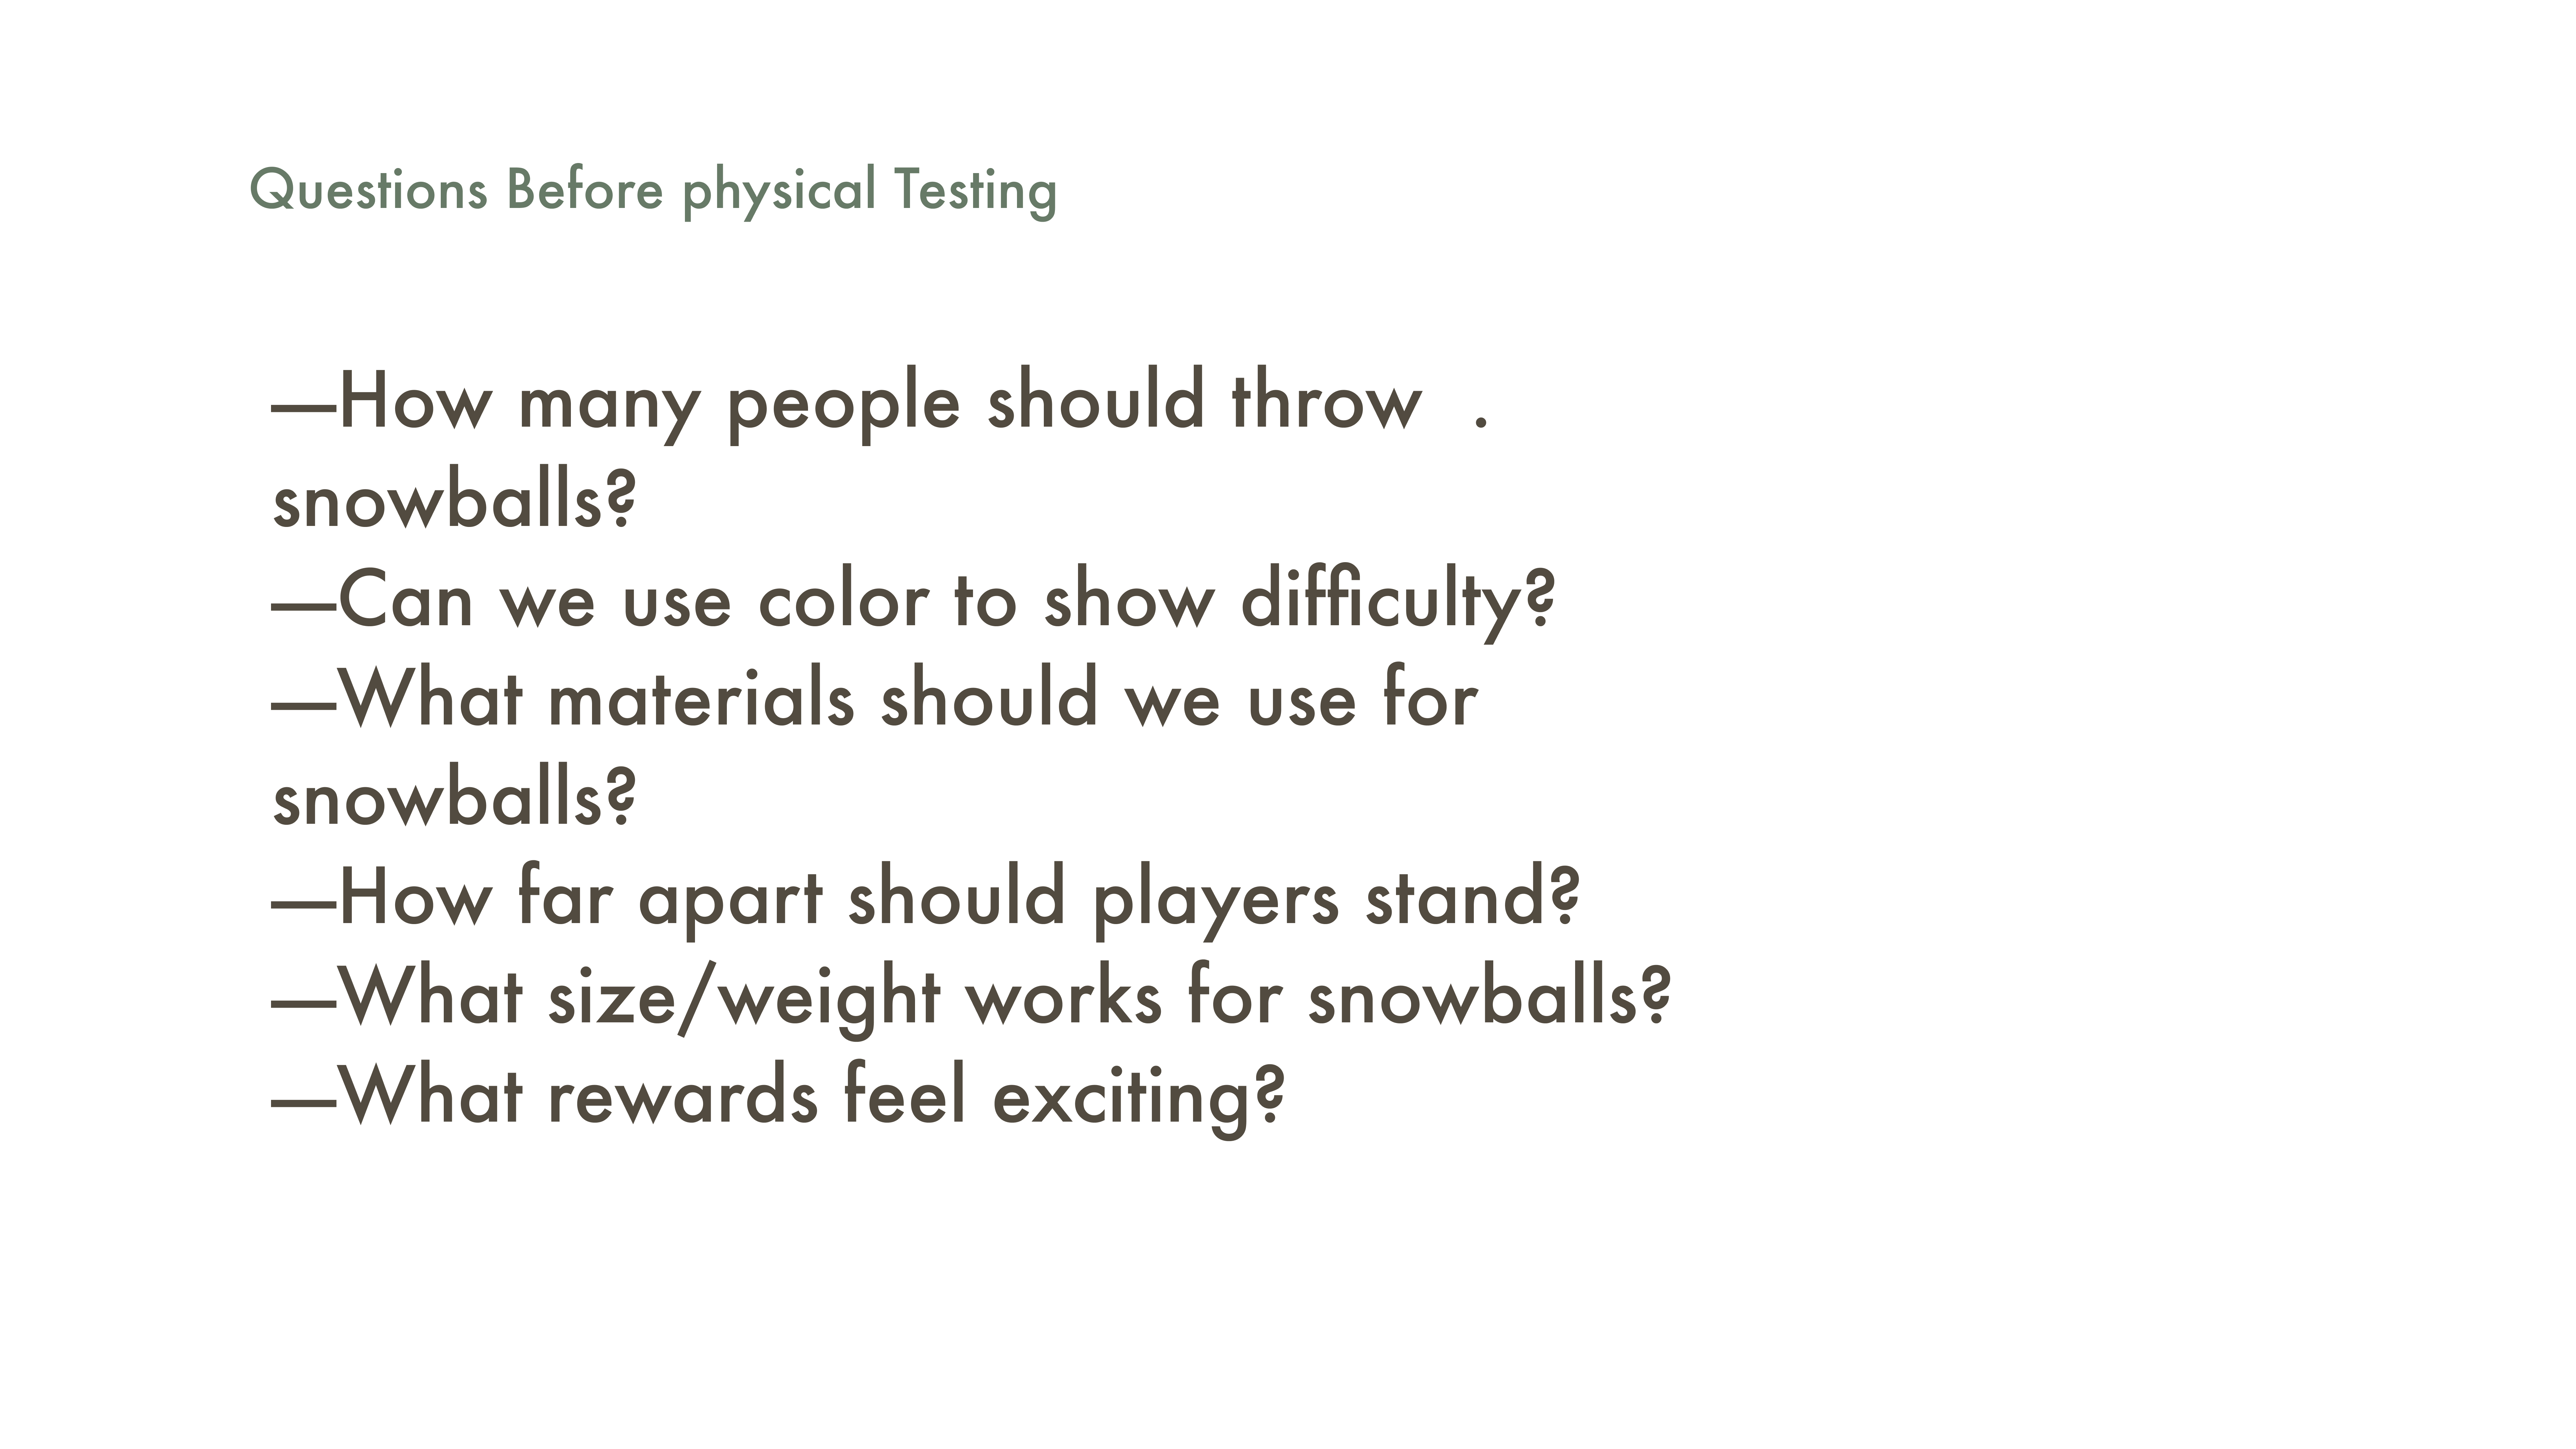 Questions Before physical Testing
—How many people should throw  .
snowballs?
—Can we use color to show difficulty?
—What materials should we use for
snowballs?
—How far apart should players stand?
—What size/weight works for snowballs?
—What rewards feel exciting?